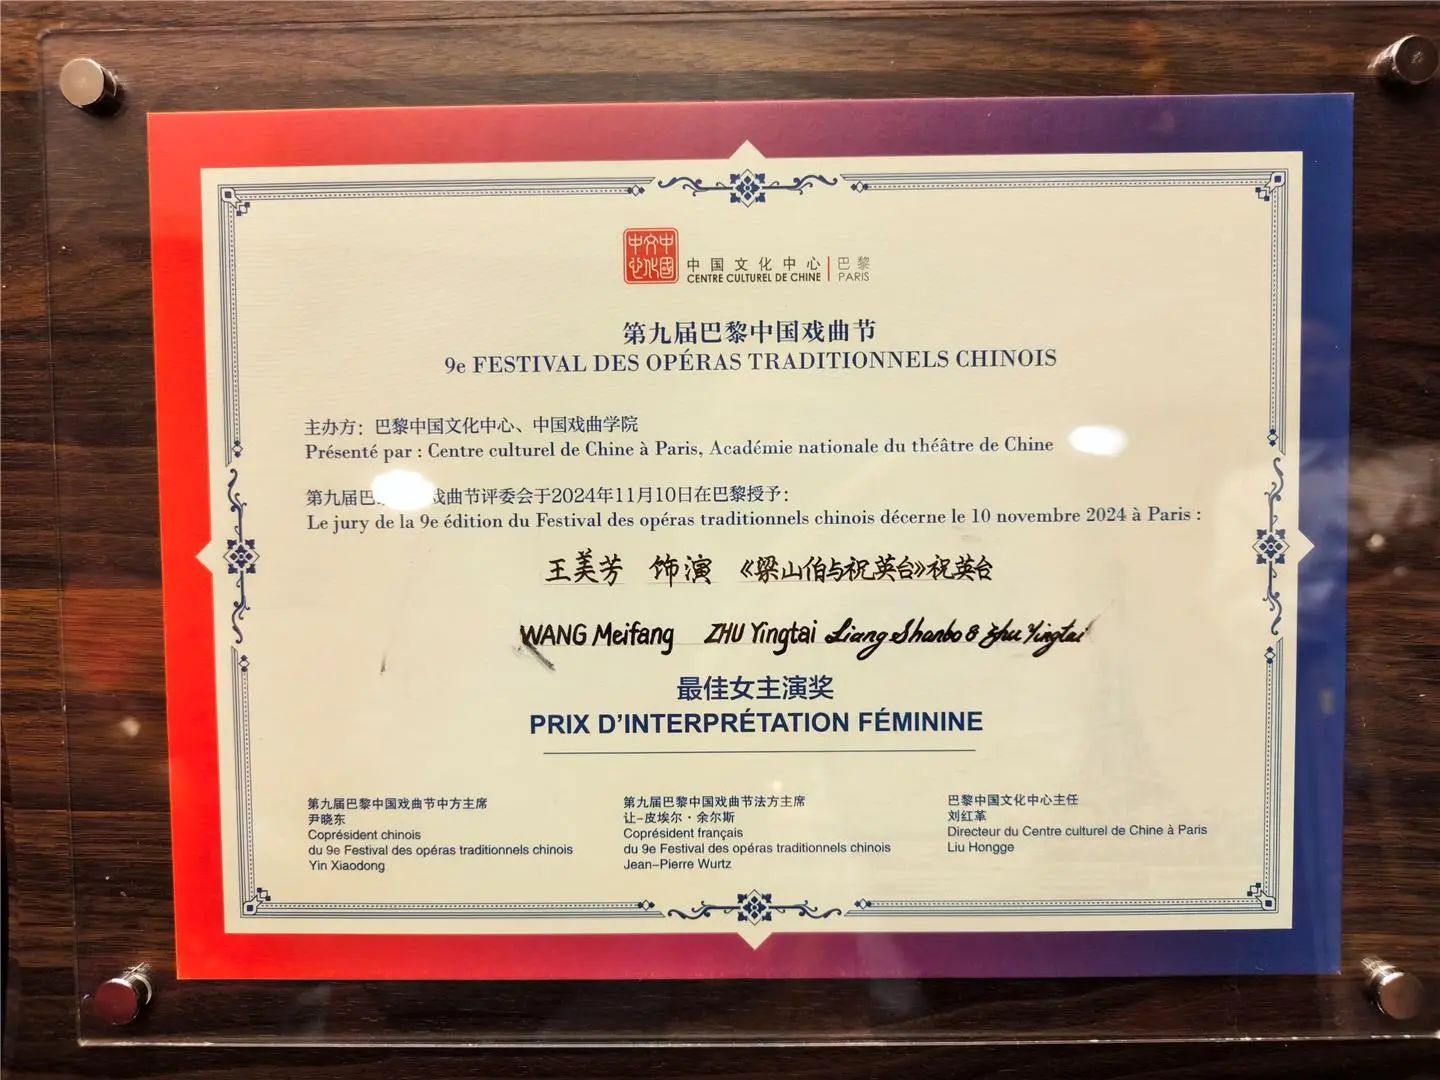 中国文化中心
中国文化中心 | 巴黎
CENTRE CULTUREL DE CHINE | PARIS
第九届巴黎中国戏曲节
9e FESTIVAL DES OPÉRAS TRADITIONNELS CHINOIS
主办方：巴黎中国文化中心、中国戏曲学院
Présenté par : Centre culturel de Chine à Paris, Académie nationale du théâtre de Chine
第九届巴 戏曲节评委会于2024年11月10日在巴黎授予：
Le jury de la 9e édition du Festival des opéras traditionnels chinois décerne le 10 novembre 2024 à Paris :
王美芳 饰演 《梁山伯与祝英台》祝英台
WANG Meifang ZHU Yingtai Liang Shanbo & Zhu Yingtai
最佳女主演奖
PRIX D'INTERPRÉTATION FÉMININE
第九届巴黎中国戏曲节中方主席
尹晓东
Coprésident chinois
du 9e Festival des opéras traditionnels chinois
Yin Xiaodong
第九届巴黎中国戏曲节法方主席
让-皮埃尔·余尔斯
Coprésident français
du 9e Festival des opéras traditionnels chinois
Jean-Pierre Wurtz
巴黎中国文化中心主任
刘红革
Directeur du Centre culturel de Chine à Paris
Liu Hongge